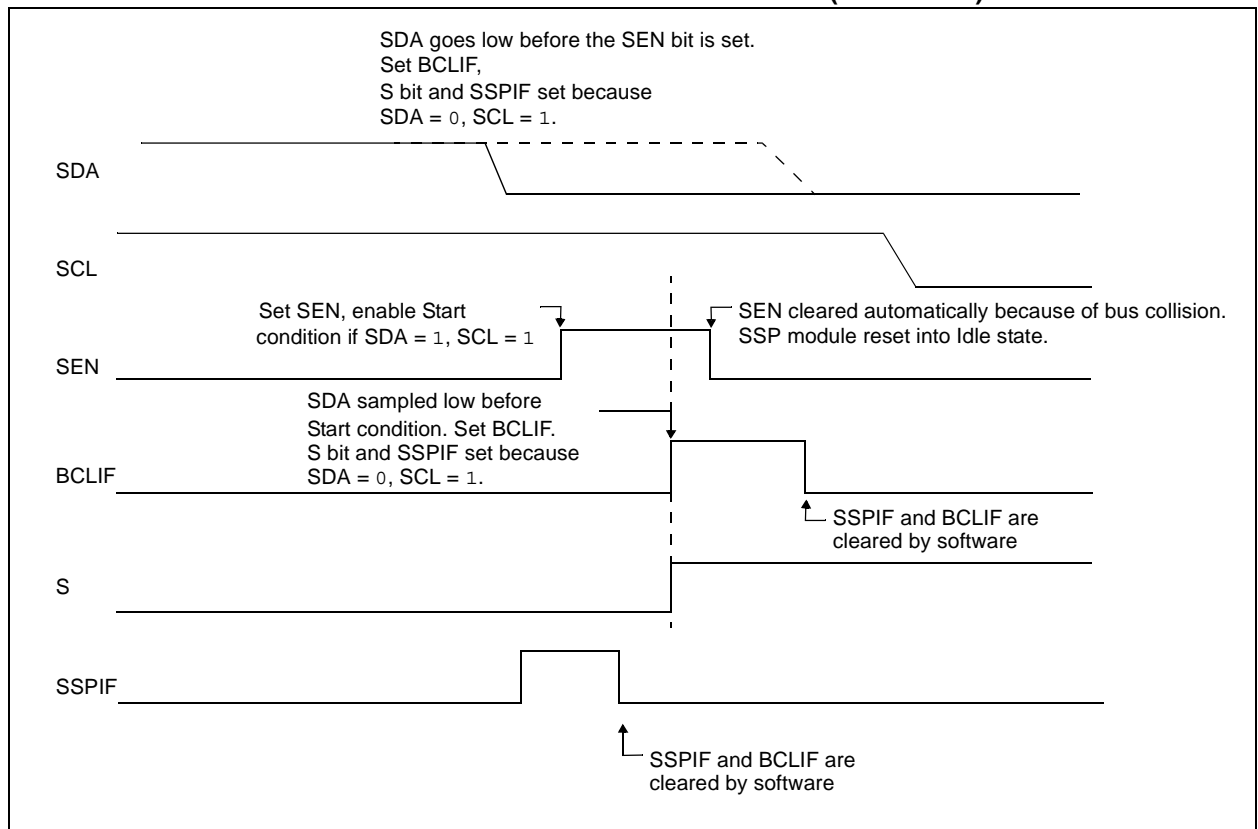 SDA goes low before the SEN bit is set.
Set BCLIF,
S bit and SSPIF set because
SDA = 0, SCL = 1.
SDA
SCL
Set SEN, enable Start
condition if SDA = 1, SCL = 1
SEN cleared automatically because of bus collision.
SSP module reset into Idle state.
SEN
SDA sampled low before
Start condition. Set BCLIF.
S bit and SSPIF set because
SDA = 0, SCL = 1.
BCLIF
SSPIF and BCLIF are
cleared by software
S
SSPIF
SSPIF and BCLIF are
cleared by software